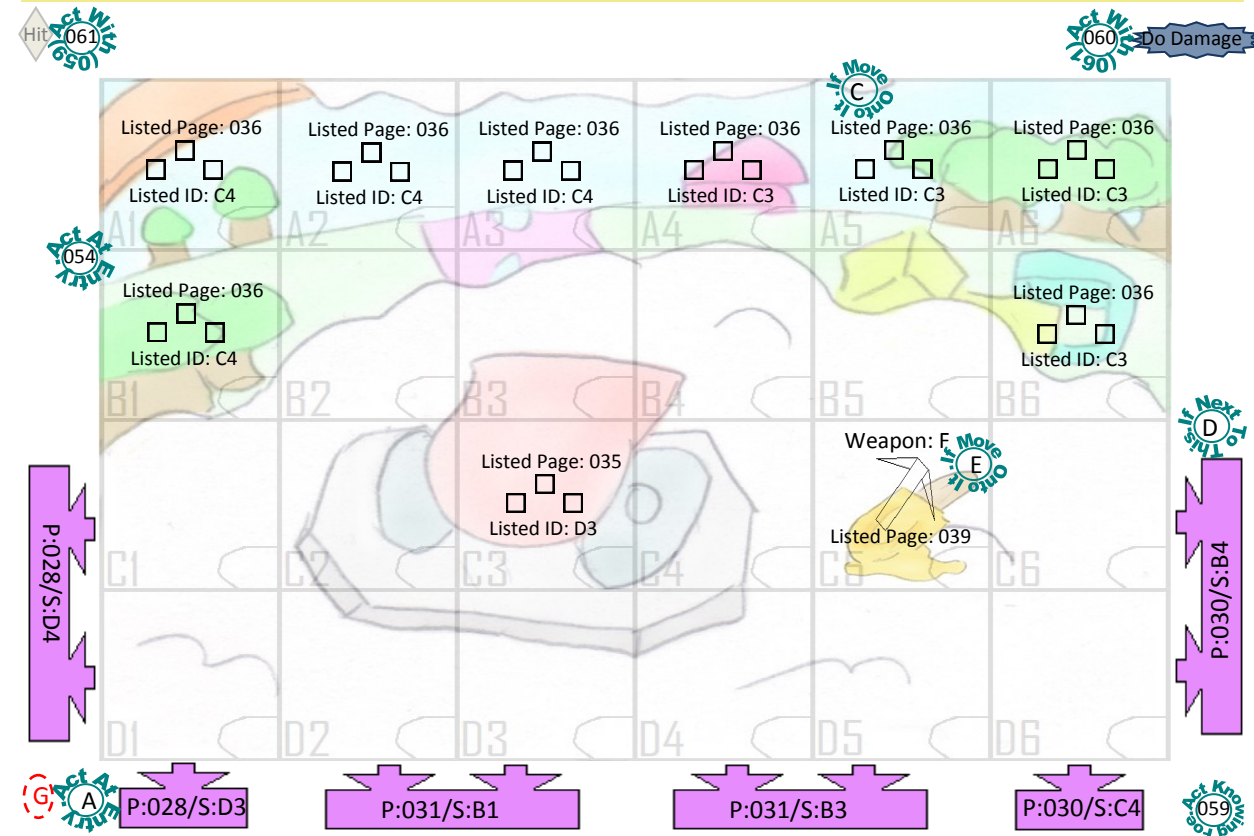 Hit
Act With (059)
061
Act With (061)
060
Do Damage
If Move Onto It.
C
Listed Page: 036
Listed ID: C4
A1
Listed Page: 036
Listed ID: C4
A2
Listed Page: 036
Listed ID: C4
A3
Listed Page: 036
Listed ID: C3
A4
Listed Page: 036
Listed ID: C3
A5
Listed Page: 036
Listed ID: C3
A6
Act At Entry.
054
Listed Page: 036
Listed ID: C4
B1
B2
B3
B4
B5
Listed Page: 036
Listed ID: C3
B6
If Next To This.
D
P:028/S:D4
C1
C2
Listed Page: 035
Listed ID: D3
C3
C4
Weapon: F
If Move Onto It.
E
Listed Page: 039
C5
C6
P:030/S:B4
D1
D2
D3
D4
D5
D6
G
Act At Entry.
A
P:028/S:D3
P:031/S:B1
P:031/S:B3
P:030/S:C4
Act Knowing foe
059